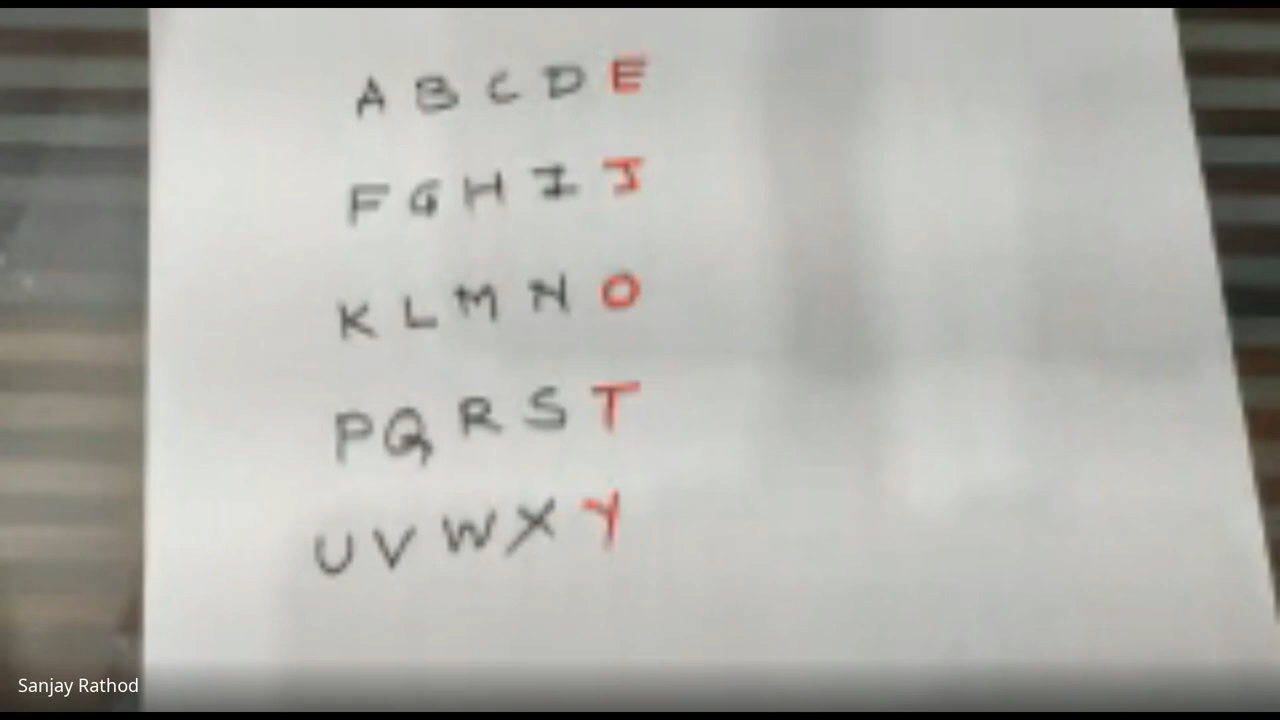 A B C D E
F G H I J
K L M N O
P Q R S T
U V W X Y
Sanjay Rathod